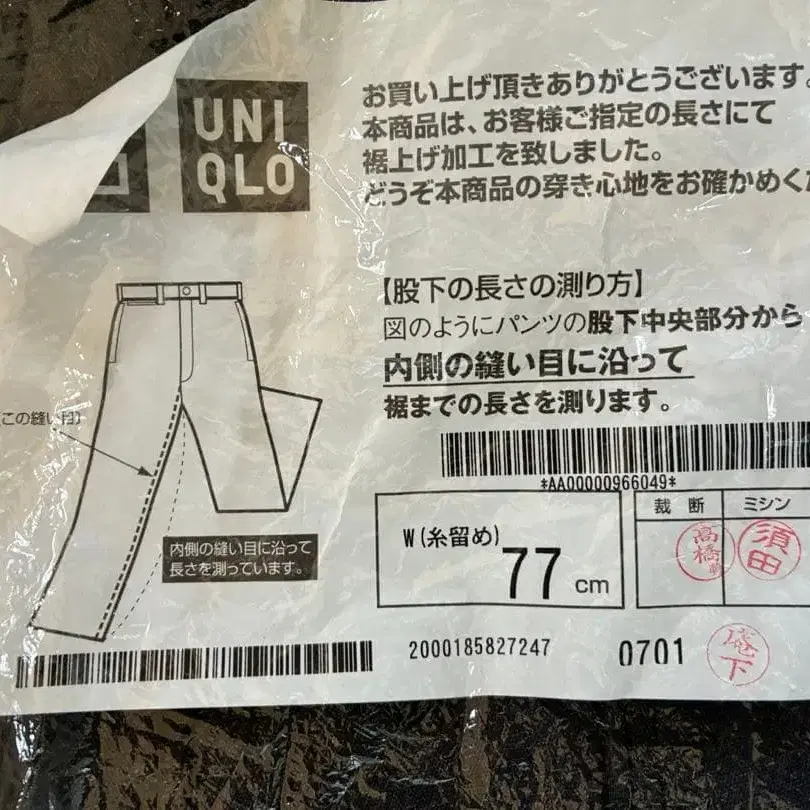 UNI
QLO
お買い上げ頂きありがとうございます。
本商品は、お客様ご指定の長さにて
裾上げ加工を致しました。
どうぞ本商品の穿き心地をお確かめくだ
【股下の長さの測り方】
図のようにパンツの股下中央部分から
内側の縫い目に沿って
裾までの長さを測ります。
この縫い目】
内側の縫い目に沿って
長さを測っています。
*AA00000966049*
W(糸留め)
77 cm
裁断 ミシン
高橋 須田
2000185827247 0701
下